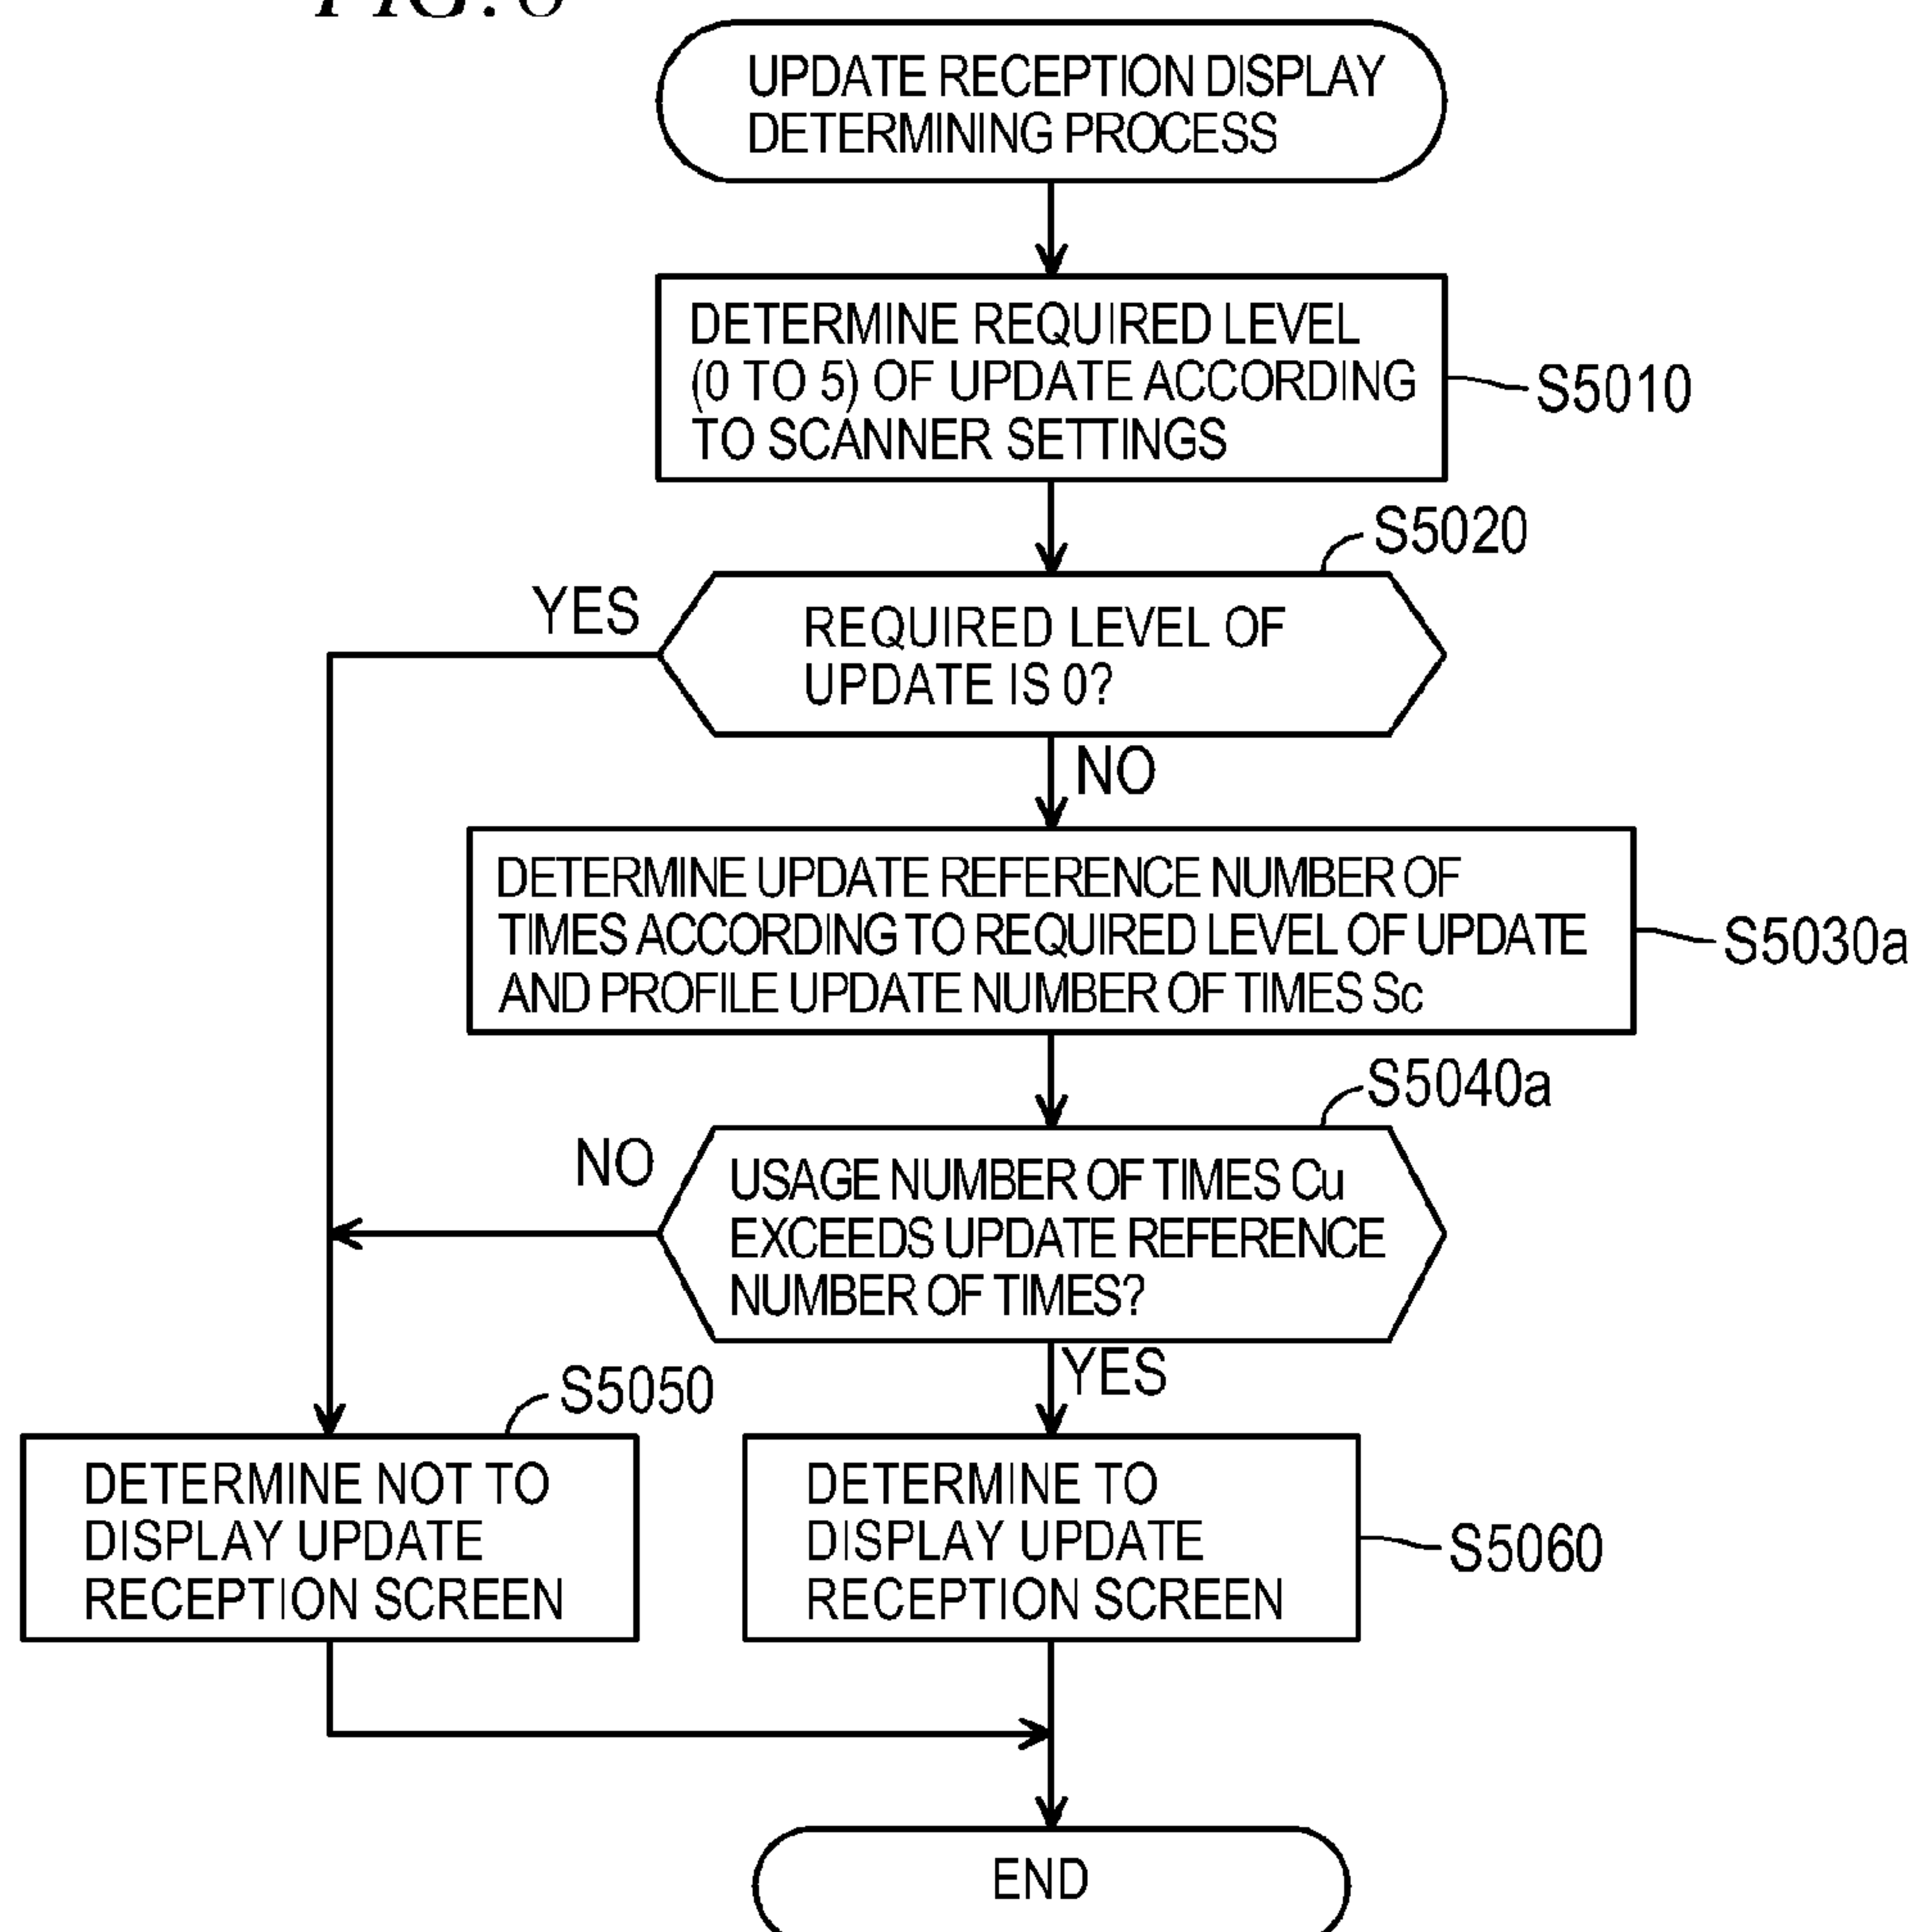 UPDATE RECEPTION DISPLAY
DETERMINING PROCESS
DETERMINE REQUIRED LEVEL
(0 TO 5) OF UPDATE ACCORDING
TO SCANNER SETTINGS
S5010
S5020
YES
REQUIRED LEVEL OF
UPDATE IS 0?
NO
DETERMINE UPDATE REFERENCE NUMBER OF
TIMES ACCORDING TO REQUIRED LEVEL OF UPDATE
AND PROFILE UPDATE NUMBER OF TIMES Sc
S5030a
S5040a
NO
USAGE NUMBER OF TIMES Cu
EXCEEDS UPDATE REFERENCE
NUMBER OF TIMES?
YES
S5050
DETERMINE NOT TO
DISPLAY UPDATE
RECEPTION SCREEN
DETERMINE TO
DISPLAY UPDATE
RECEPTION SCREEN
S5060
END